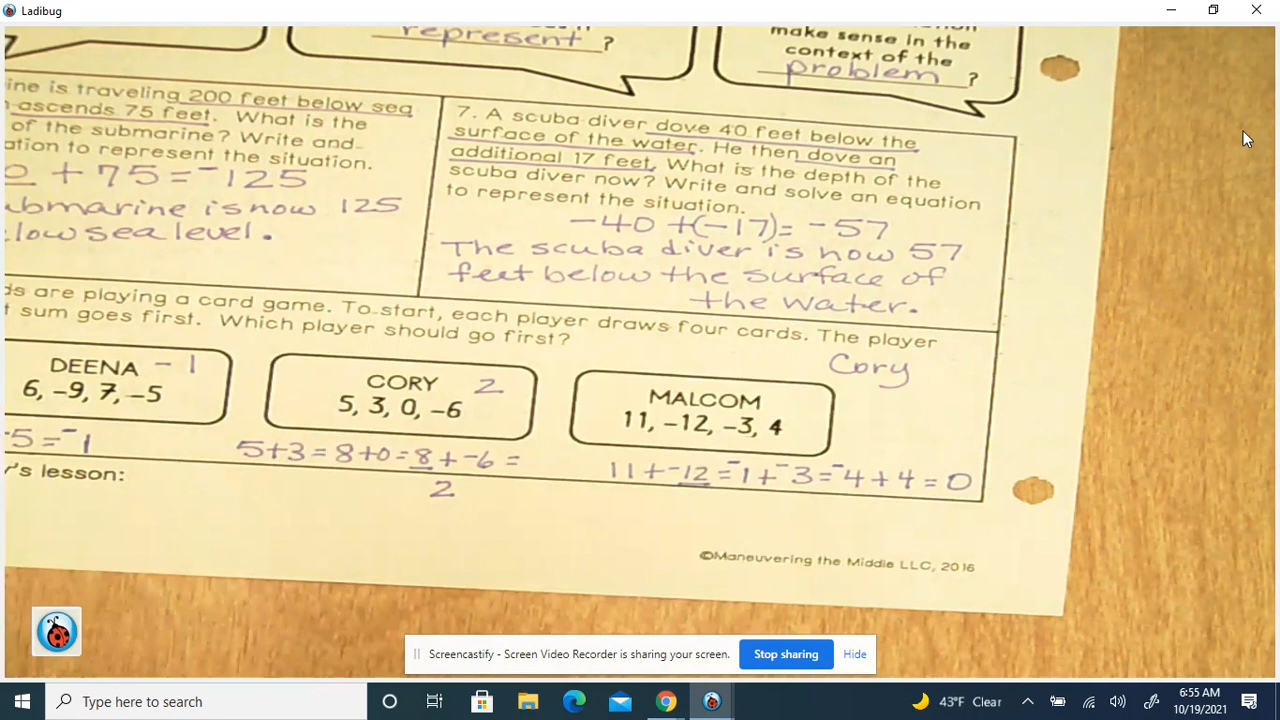 Ladibug
represent ?
make sense in the
context of the
problem ?
ine is traveling 200 feet below sea
ascends 75 feet. What is the
of the submarine? Write and
ation to represent the situation.
0 + 75 = -125
bmarine is now 125
low sea level.
7. A scuba diver dove 40 feet below the
surface of the water. He then dove an
additional 17 feet. What is the depth of the
scuba diver now? Write and solve an equation
to represent the situation.
-40 +(-17)= -57
The scuba diver is now 57
feet below the surface of
the water.
ds are playing a card game. To start, each player draws four cards. The player
t sum goes first. Which player should go first?
Cory
DEENA -1
6, -9, 7, -5
-5 = -1
CORY 2
5, 3, 0, -6
5+3 = 8+0 = 8 + -6 =
2
MALCOM
11, -12, -3, 4
11 + -12 = -1 + -3 = -4 + 4 = 0
y's lesson:
©Maneuvering the Middle LLC, 2016
Screencastify - Screen Video Recorder is sharing your screen. Stop sharing Hide
Type here to search
43°F Clear
6:55 AM
10/19/2021